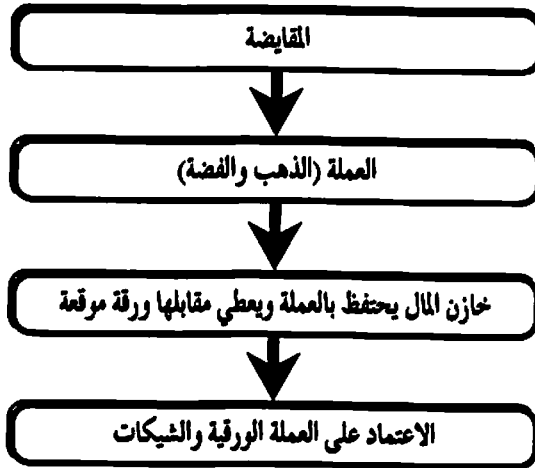 المقايضة
العملة (الذهب والفضة)
خازن المال يحتفظ بالعملة ويعطي مقابلها ورقة موقعة
الاعتماد على العملة الورقية والشيكات